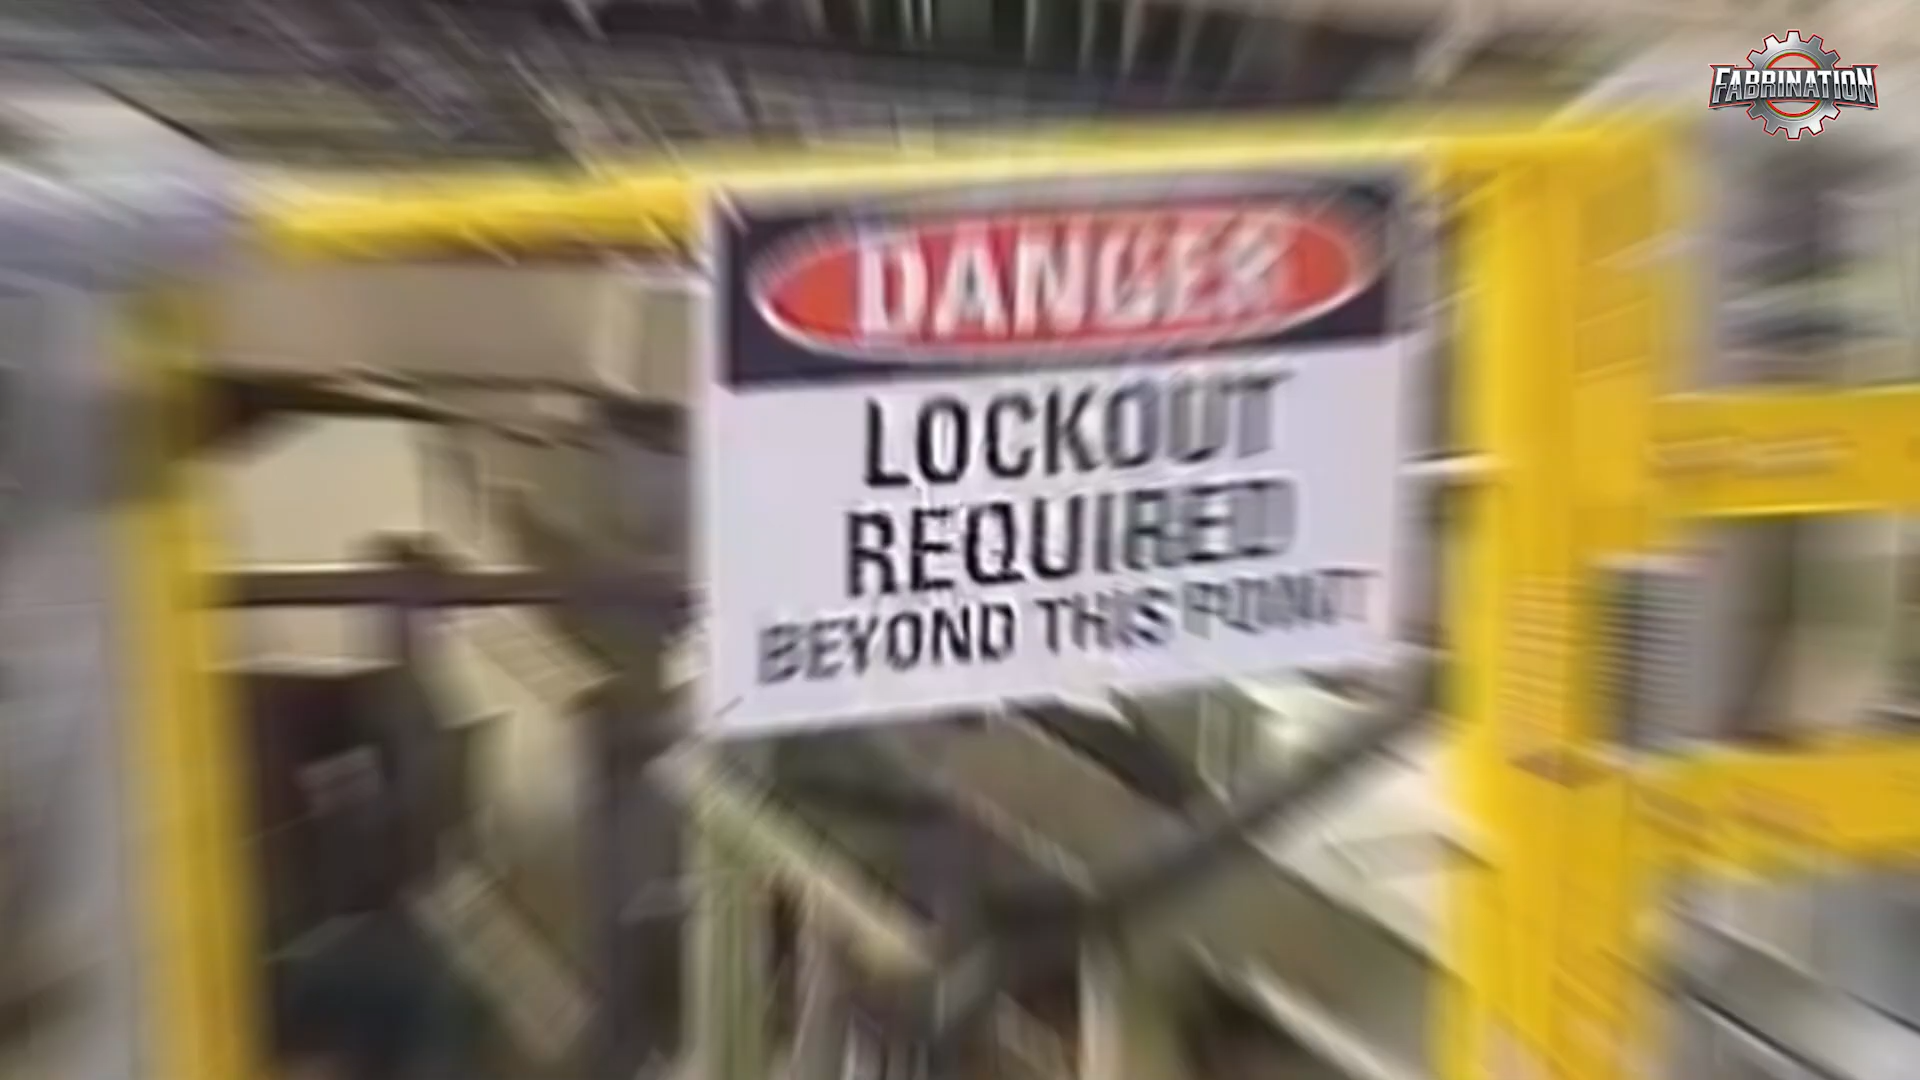 FABRINATION
DANGER
LOCKOUT
REQUIRED
BEYOND THIS POINT